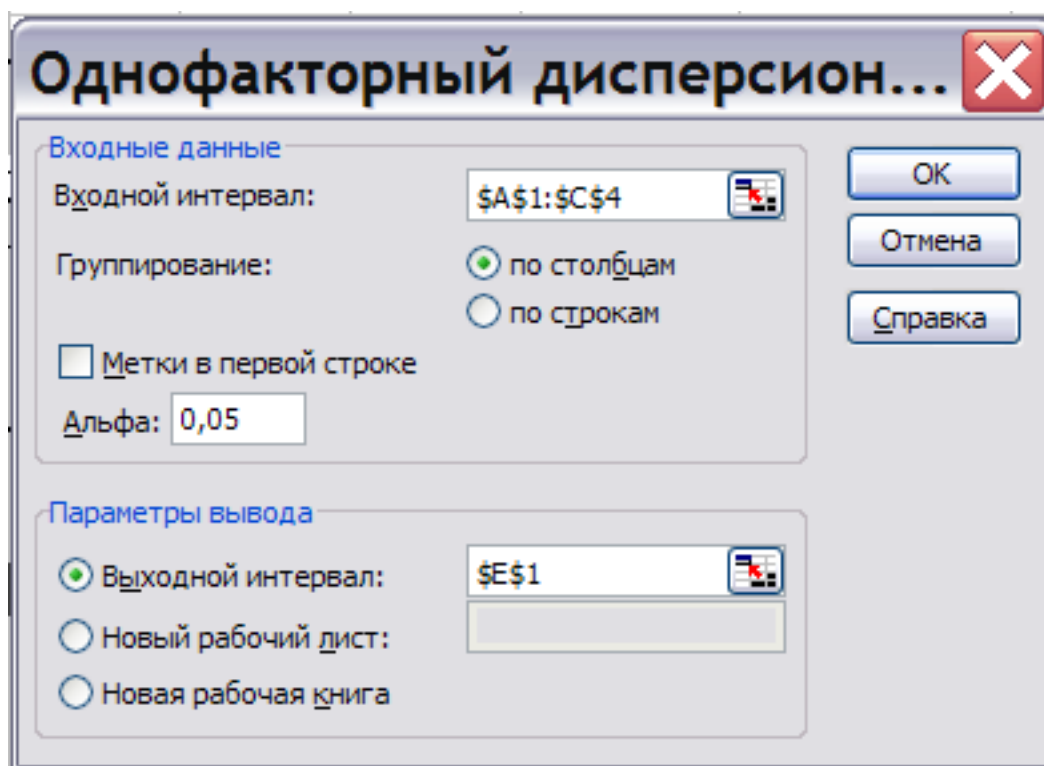 Однофакторный дисперсион...
Входные данные
Входной интервал: $A$1:$C$4
Группирование: по столбцам
по строкам
Метки в первой строке
Альфа: 0,05
OK
Отмена
Справка
Параметры вывода
Выходной интервал: $E$1
Новый рабочий лист:
Новая рабочая книга